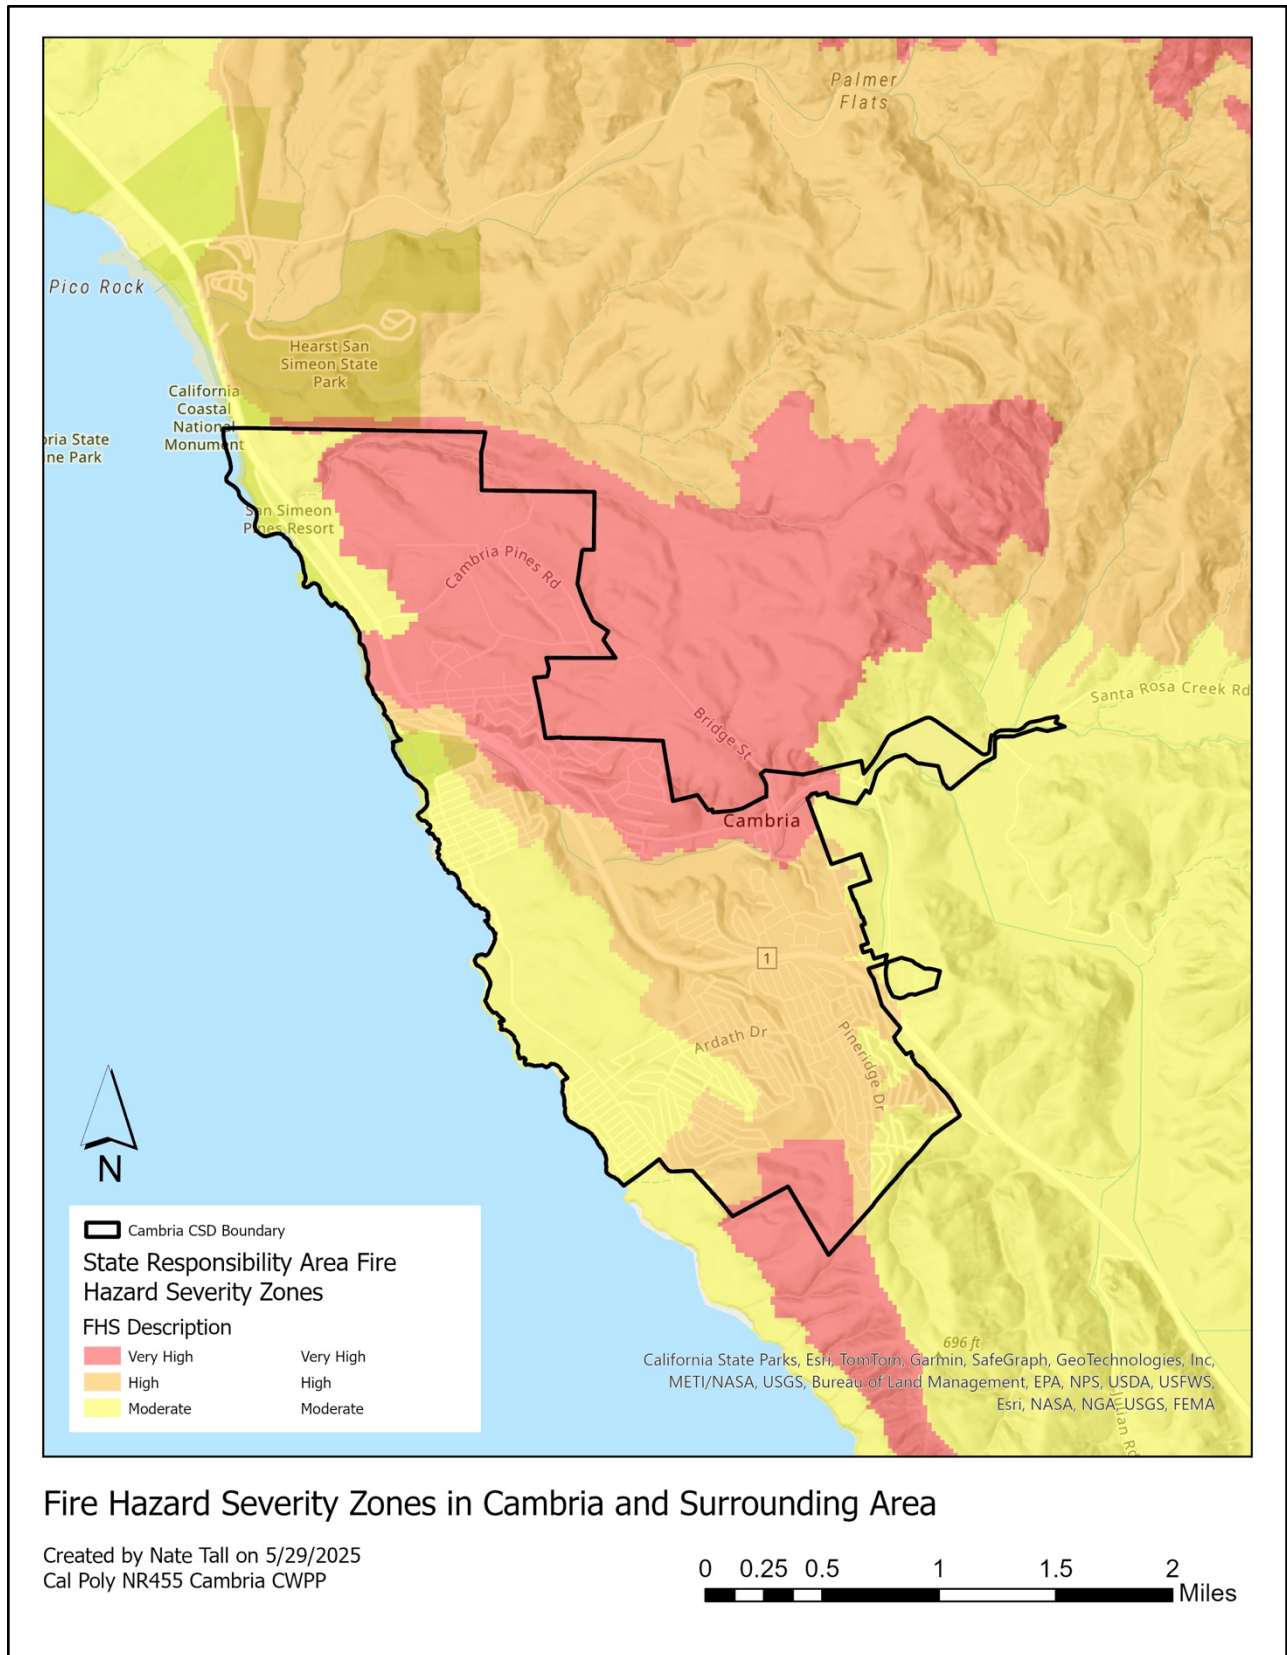 Palmer
Flats
Pico Rock
Hearst San
Simeon State
Park
California
Coastal
National
Monument
bria State
ne Park
San Simeon
Pines Resort
Cambria Pines Rd
Santa Rosa Creek Rd
Bridge St
Cambria
1
Ardath Dr
Pineridge Dr
N
Cambria CSD Boundary
State Responsibility Area Fire
Hazard Severity Zones
FHS Description
Very High Very High
High High
Moderate Moderate
696 ft
California State Parks, Esri, TomTom, Garmin, SafeGraph, GeoTechnologies, Inc,
METI/NASA, USGS, Bureau of Land Management, EPA, NPS, USDA, USFWS,
Esri, NASA, NGA, USGS, FEMA
Julian Rd
Fire Hazard Severity Zones in Cambria and Surrounding Area
Created by Nate Tall on 5/29/2025
Cal Poly NR455 Cambria CWPP
0 0.25 0.5 1 1.5 2
Miles